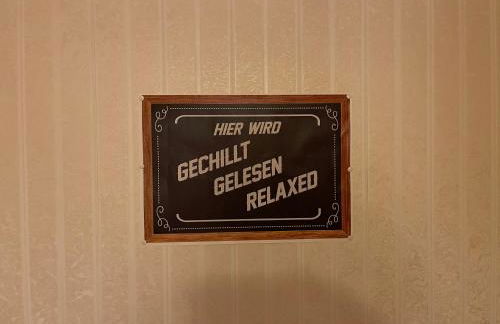 HIER WIRD
GECHILLT
GELESEN
RELAXED